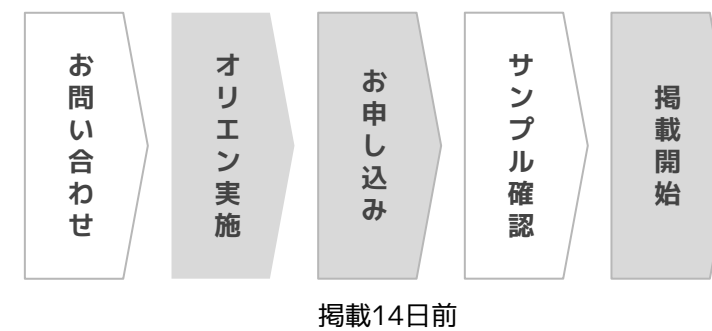 お問い合わせ
オリエン実施
お申し込み
サンプル確認
掲載開始
掲載14日前